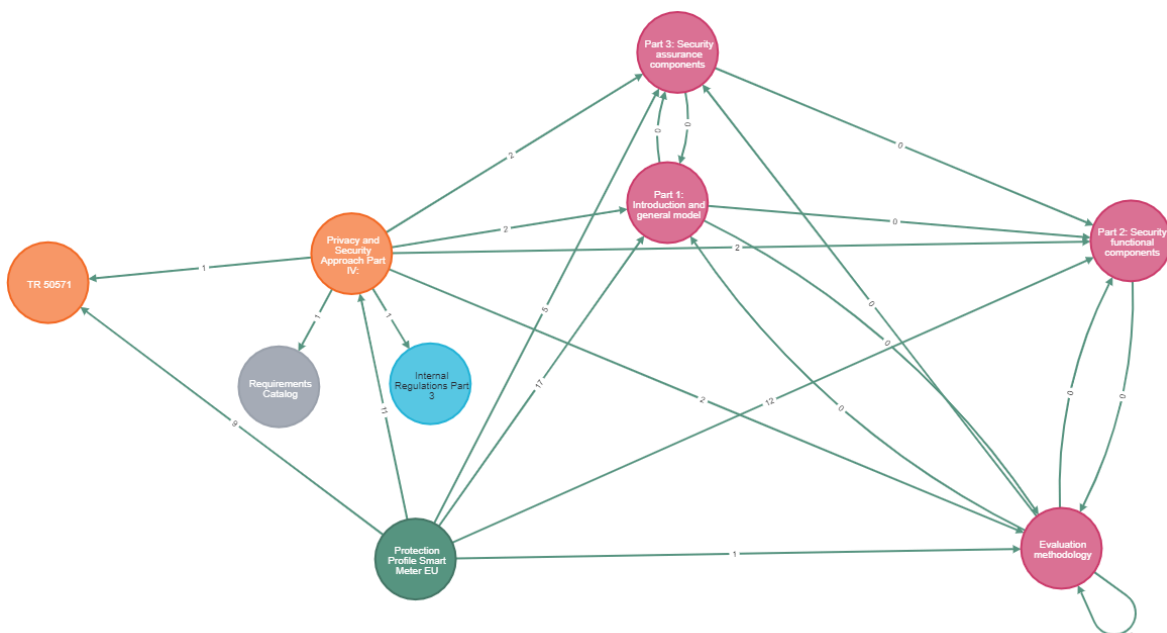 Part 3: Security
assurance
components
0
0
0
2
Part 1:
Introduction and
general model
0
2
Privacy and
Security
Approach Part
IV:
2
Part 2: Security
functional
components
1
TR 50571
0
1
1
5
0
Requirements
Catalog
Internal
Regulations Part
3
17
12
2
0
0
0
11
9
Protection
Profile Smart
Meter EU
1
Evaluation
methodology